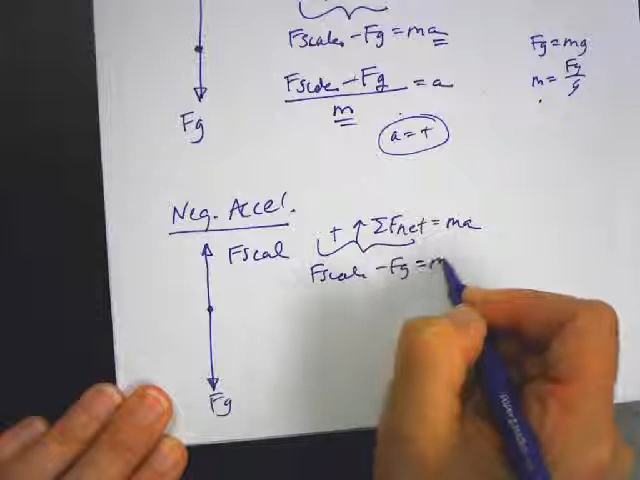 Fscale - Fg = ma
Fscale - Fg = a
m
a = +
Fg
Fg = mg
m = Fg
g
Neg. Accel.
Fscal
+ ↑ ΣFnet = ma
Fscale - Fg = m
Fg